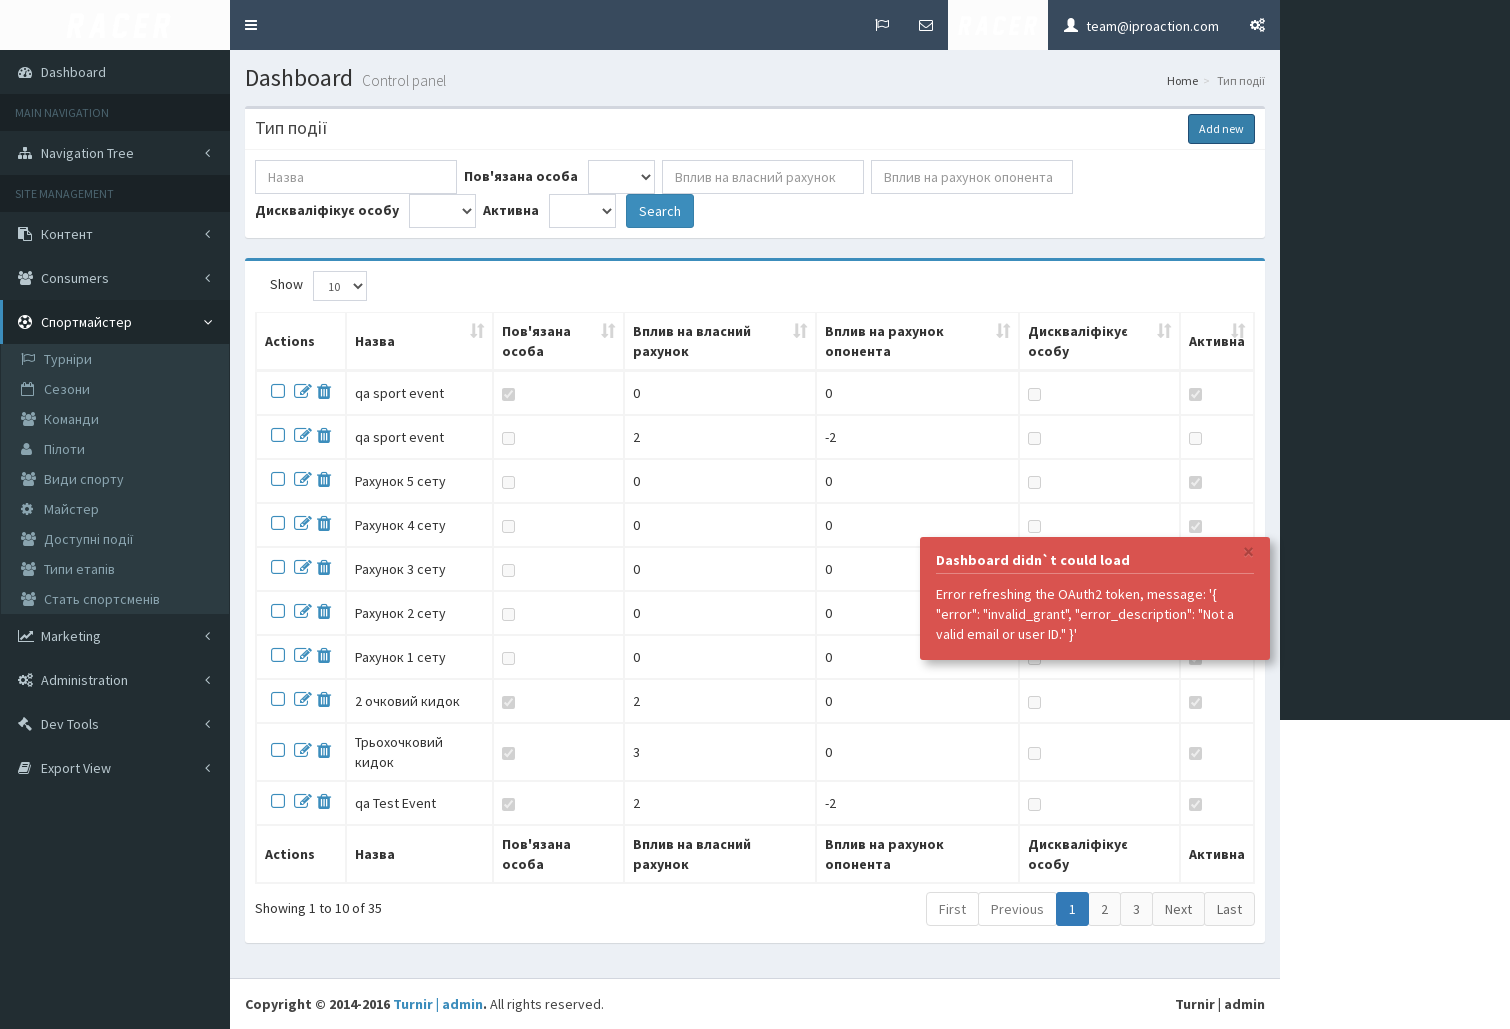 RACER
RACER
team@iproaction.com
Dashboard
MAIN NAVIGATION
Navigation Tree
SITE MANAGEMENT
Контент
Consumers
Спортмайстер
Турніри
Сезони
Команди
Пілоти
Види спорту
Майстер
Доступні події
Типи етапів
Стать спортсменів
Marketing
Administration
Dev Tools
Export View
Dashboard Control panel
Home > Тип події
Тип події
Add new
Назва Пов'язана особа Вплив на власний рахунок Вплив на рахунок опонента
Дискваліфікує особу Активна Search
Show 10
Actions Назва Пов'язана особа Вплив на власний рахунок Вплив на рахунок опонента Дискваліфікує особу Активна
qa sport event 0 0
qa sport event 2 -2
Рахунок 5 сету 0 0
Рахунок 4 сету 0 0
Рахунок 3 сету 0 0
Рахунок 2 сету 0 0
Рахунок 1 сету 0 0
2 очковий кидок 2 0
Трьохочковий кидок 3 0
qa Test Event 2 -2
Actions Назва Пов'язана особа Вплив на власний рахунок Вплив на рахунок опонента Дискваліфікує особу Активна
Dashboard didn`t could load ×
Error refreshing the OAuth2 token, message: '{
"error": "invalid_grant", "error_description": "Not a
valid email or user ID." }'
Showing 1 to 10 of 35
First Previous 1 2 3 Next Last
Copyright © 2014-2016 Turnir | admin. All rights reserved.
Turnir | admin